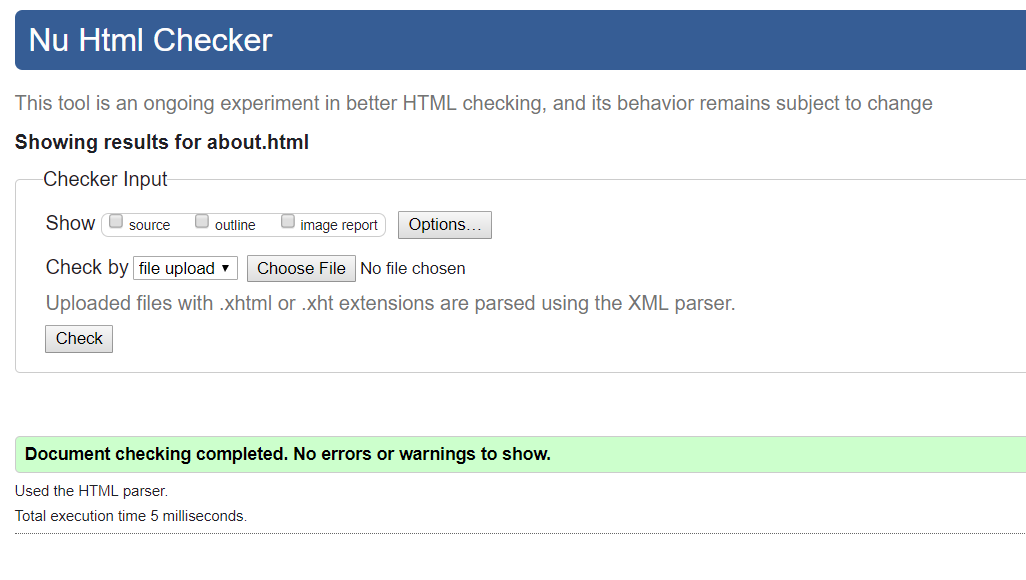 Nu Html Checker
This tool is an ongoing experiment in better HTML checking, and its behavior remains subject to change
Showing results for about.html
Checker Input
Show source outline image report Options...
Check by file upload Choose File No file chosen
Uploaded files with .xhtml or .xht extensions are parsed using the XML parser.
Check
Document checking completed. No errors or warnings to show.
Used the HTML parser.
Total execution time 5 milliseconds.